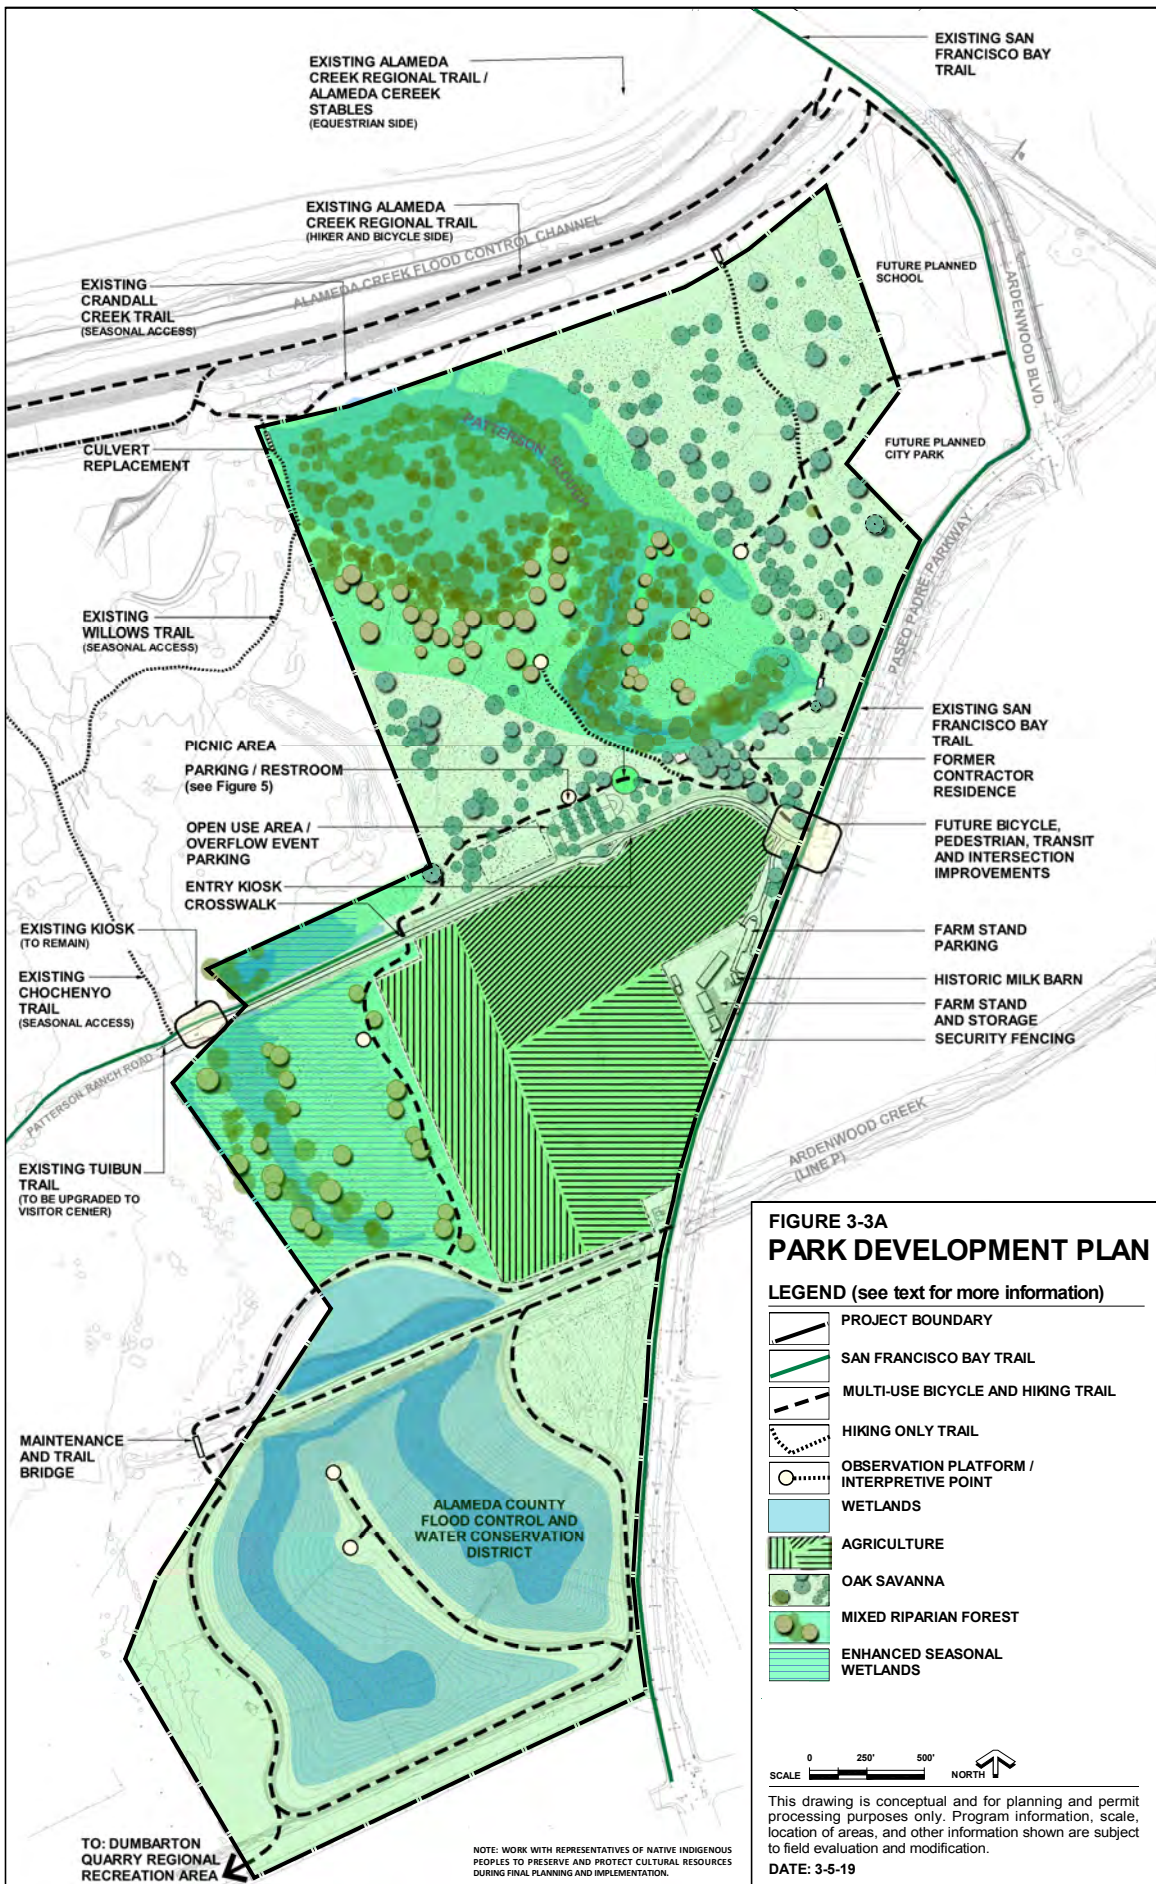 EXISTING SAN
FRANCISCO BAY
TRAIL
EXISTING ALAMEDA
CREEK REGIONAL TRAIL /
ALAMEDA CEREEK
STABLES
(EQUESTRIAN SIDE)
EXISTING ALAMEDA
CREEK REGIONAL TRAIL
(HIKER AND BICYCLE SIDE)
ALAMEDA CREEK FLOOD CONTROL CHANNEL
EXISTING
CRANDALL
CREEK TRAIL
(SEASONAL ACCESS)
FUTURE PLANNED
SCHOOL
ARDENWOOD BLVD.
CULVERT
REPLACEMENT
PATTERSON SLOUGH
FUTURE PLANNED
CITY PARK
PASEO PADRE PARKWAY
EXISTING
WILLOWS TRAIL
(SEASONAL ACCESS)
EXISTING SAN
FRANCISCO BAY
TRAIL
PICNIC AREA
PARKING / RESTROOM
(see Figure 5)
FORMER
CONTRACTOR
RESIDENCE
OPEN USE AREA /
OVERFLOW EVENT
PARKING
FUTURE BICYCLE,
PEDESTRIAN, TRANSIT
AND INTERSECTION
IMPROVEMENTS
ENTRY KIOSK
CROSSWALK
EXISTING KIOSK
(TO REMAIN)
FARM STAND
PARKING
EXISTING
CHOCHENYO
TRAIL
(SEASONAL ACCESS)
HISTORIC MILK BARN
FARM STAND
AND STORAGE
SECURITY FENCING
PATTERSON RANCH ROAD
ARDENWOOD CREEK
(LINE P)
EXISTING TUIBUN
TRAIL
(TO BE UPGRADED TO
VISITOR CENtER)
MAINTENANCE
AND TRAIL
BRIDGE
ALAMEDA COUNTY
FLOOD CONTROL AND
WATER CONSERVATION
DISTRICT
TO: DUMBARTON
QUARRY REGIONAL
RECREATION AREA
NOTE: WORK WITH REPRESENTATIVES OF NATIVE INDIGENOUS
PEOPLES TO PRESERVE AND PROTECT CULTURAL RESOURCES
DURING FINAL PLANNING AND IMPLEMENTATION.
FIGURE 3-3A
PARK DEVELOPMENT PLAN
LEGEND (see text for more information)
PROJECT BOUNDARY
SAN FRANCISCO BAY TRAIL
MULTI-USE BICYCLE AND HIKING TRAIL
HIKING ONLY TRAIL
OBSERVATION PLATFORM /
INTERPRETIVE POINT
WETLANDS
AGRICULTURE
OAK SAVANNA
MIXED RIPARIAN FOREST
ENHANCED SEASONAL
WETLANDS
SCALE 0 250' 500' NORTH
This drawing is conceptual and for planning and permit
processing purposes only. Program information, scale,
location of areas, and other information shown are subject
to field evaluation and modification.
DATE: 3-5-19